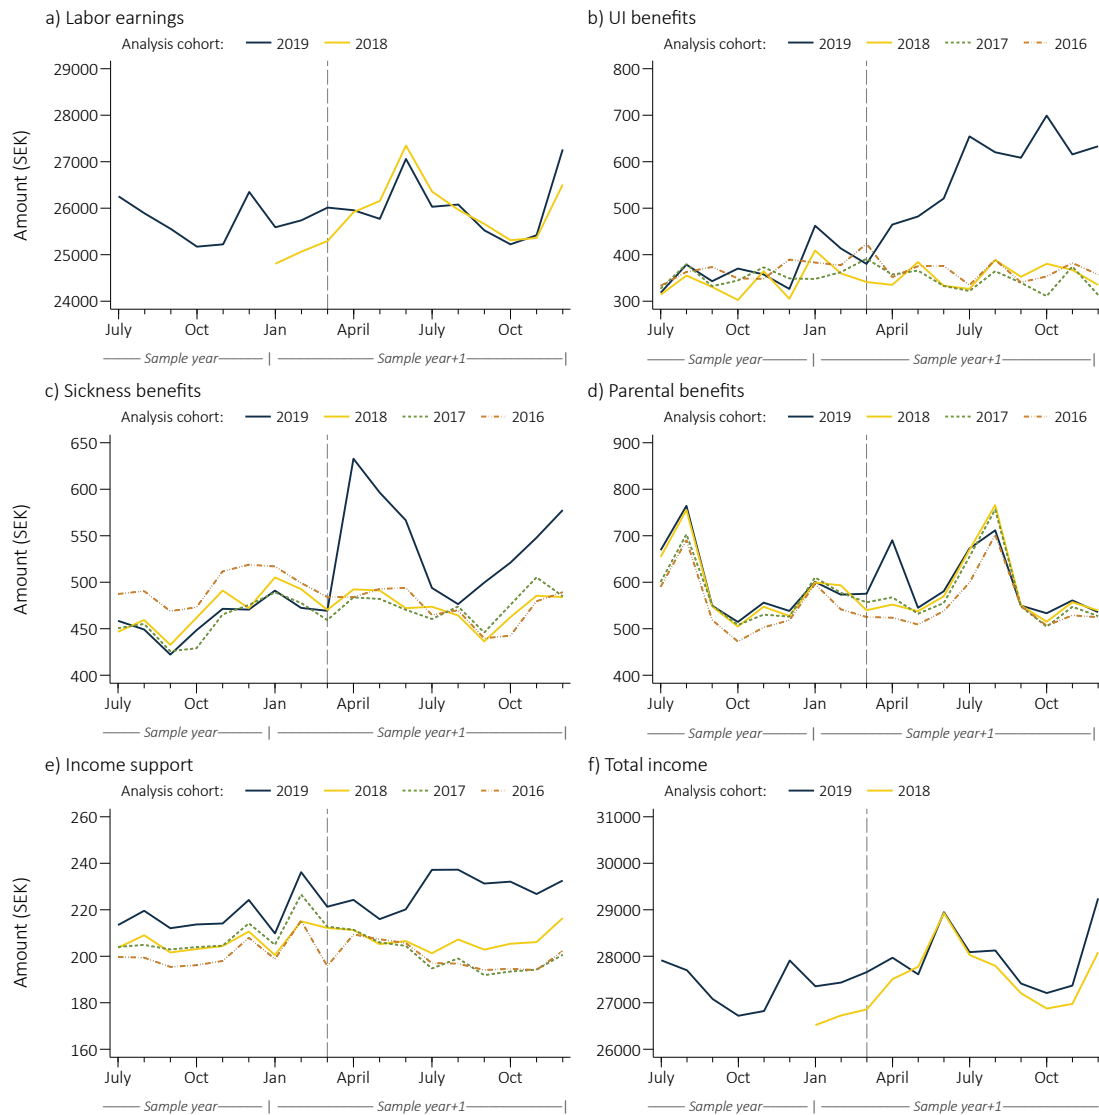 a) Labor earnings
Analysis cohort: 2019 2018
Amount (SEK)
29000
28000
27000
26000
25000
24000
July Oct Jan April July Oct
Sample year | Sample year+1 |
b) UI benefits
Analysis cohort: 2019 2018 2017 2016
800
700
600
500
400
300
July Oct Jan April July Oct
Sample year | Sample year+1 |
c) Sickness benefits
Analysis cohort: 2019 2018 2017 2016
Amount (SEK)
650
600
550
500
450
400
July Oct Jan April July Oct
Sample year | Sample year+1 |
d) Parental benefits
Analysis cohort: 2019 2018 2017 2016
900
800
700
600
500
400
July Oct Jan April July Oct
Sample year | Sample year+1 |
e) Income support
Analysis cohort: 2019 2018 2017 2016
Amount (SEK)
260
240
220
200
180
160
July Oct Jan April July Oct
Sample year | Sample year+1 |
f) Total income
Analysis cohort: 2019 2018
31000
30000
29000
28000
27000
26000
July Oct Jan April July Oct
Sample year | Sample year+1 |